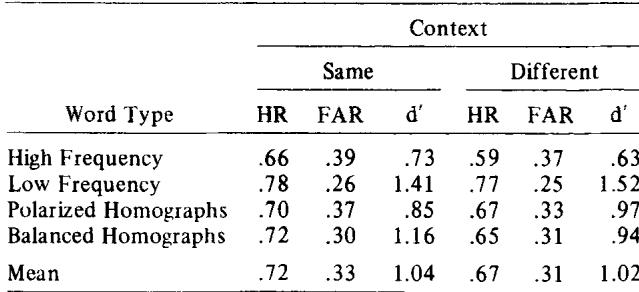 Context
Same Different
Word Type HR FAR d′ HR FAR d′
High Frequency .66 .39 .73 .59 .37 .63
Low Frequency .78 .26 1.41 .77 .25 1.52
Polarized Homographs .70 .37 .85 .67 .33 .97
Balanced Homographs .72 .30 1.16 .65 .31 .94
Mean .72 .33 1.04 .67 .31 1.02